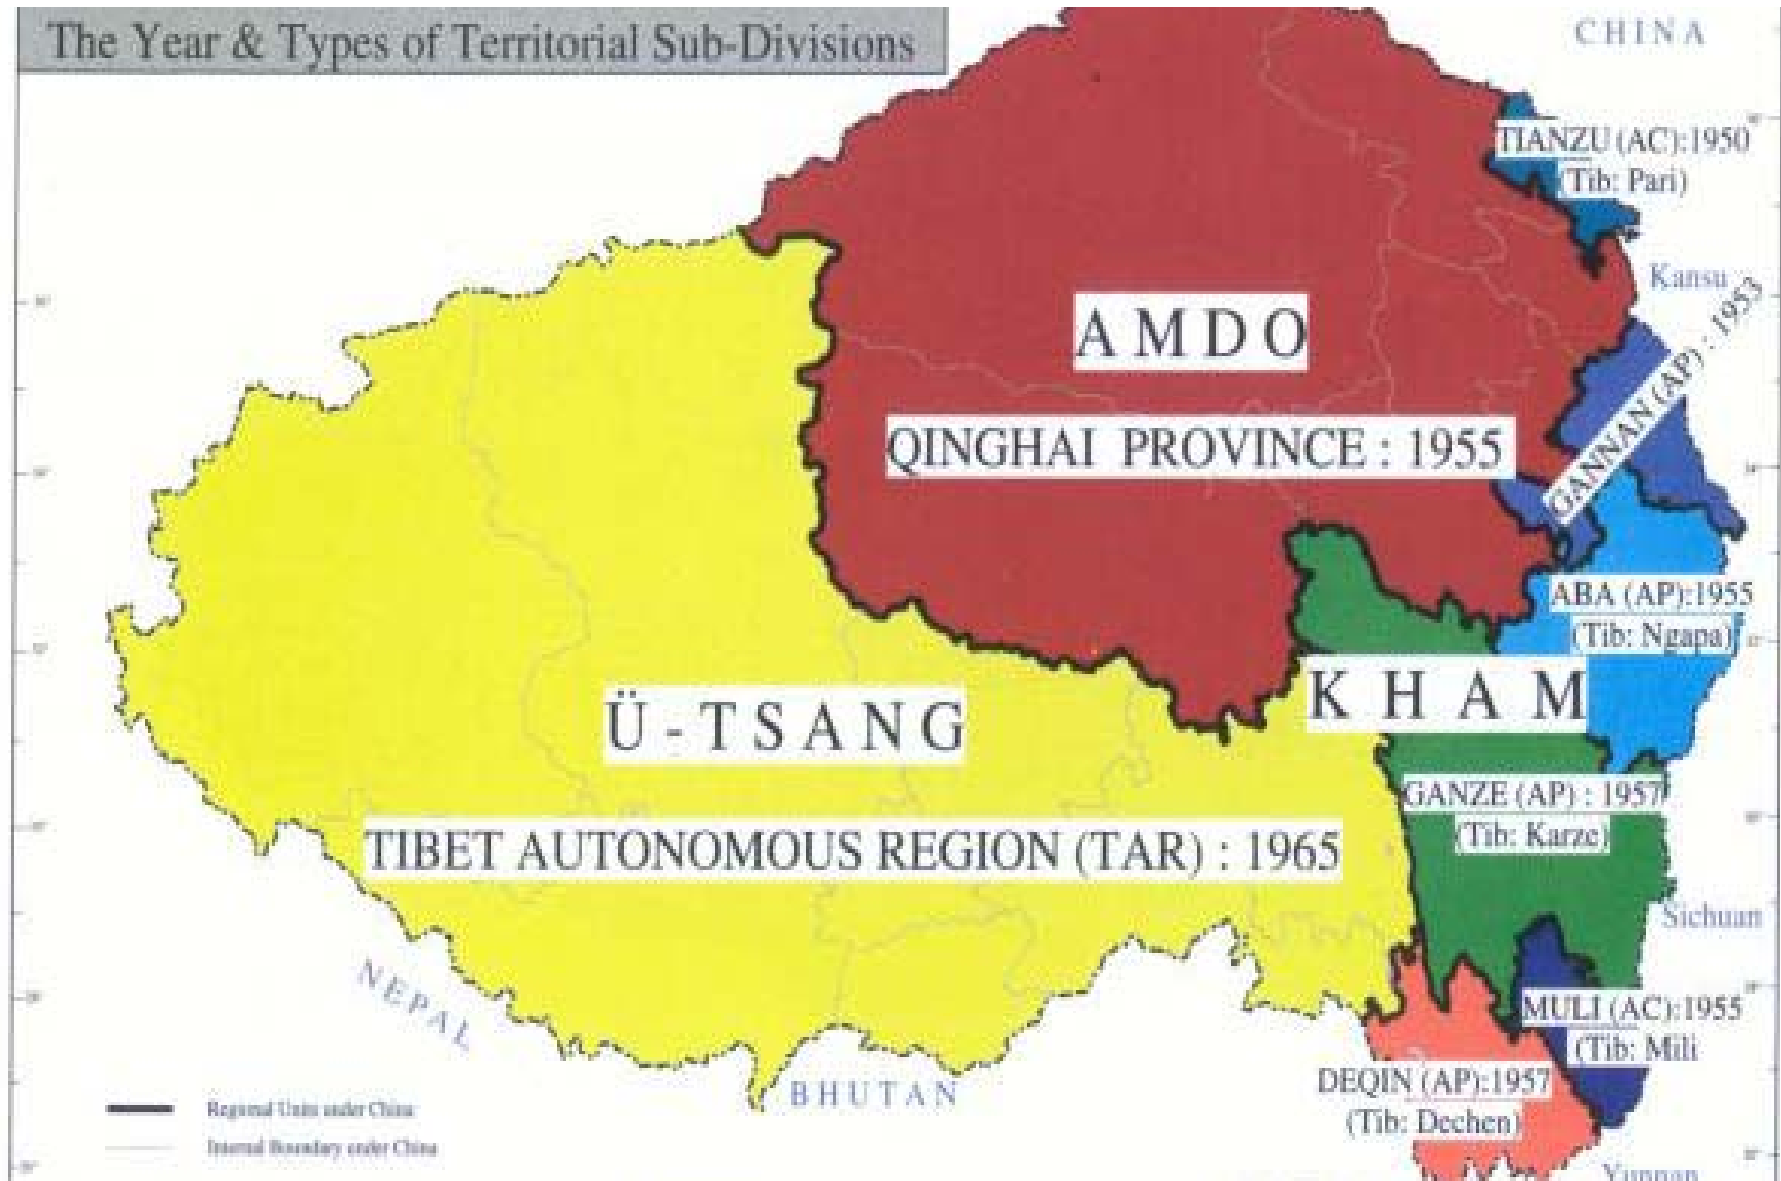 The Year & Types of Territorial Sub-Divisions
CHINA
TIANZU (AC):1950
(Tib: Pari)
Kansu
GANNAN (AP) : 1953
AMDO
QINGHAI PROVINCE : 1955
ABA (AP):1955
(Tib: Ngapa)
KHAM
Ü-TSANG
GANZE (AP) : 1957
(Tib: Karze)
TIBET AUTONOMOUS REGION (TAR) : 1965
Sichuan
NEPAL
MULI (AC):1955
(Tib: Mili
DEQIN (AP):1957
(Tib: Dechen)
BHUTAN
Regional Units under China
Internal Boundary under China
Yunnan